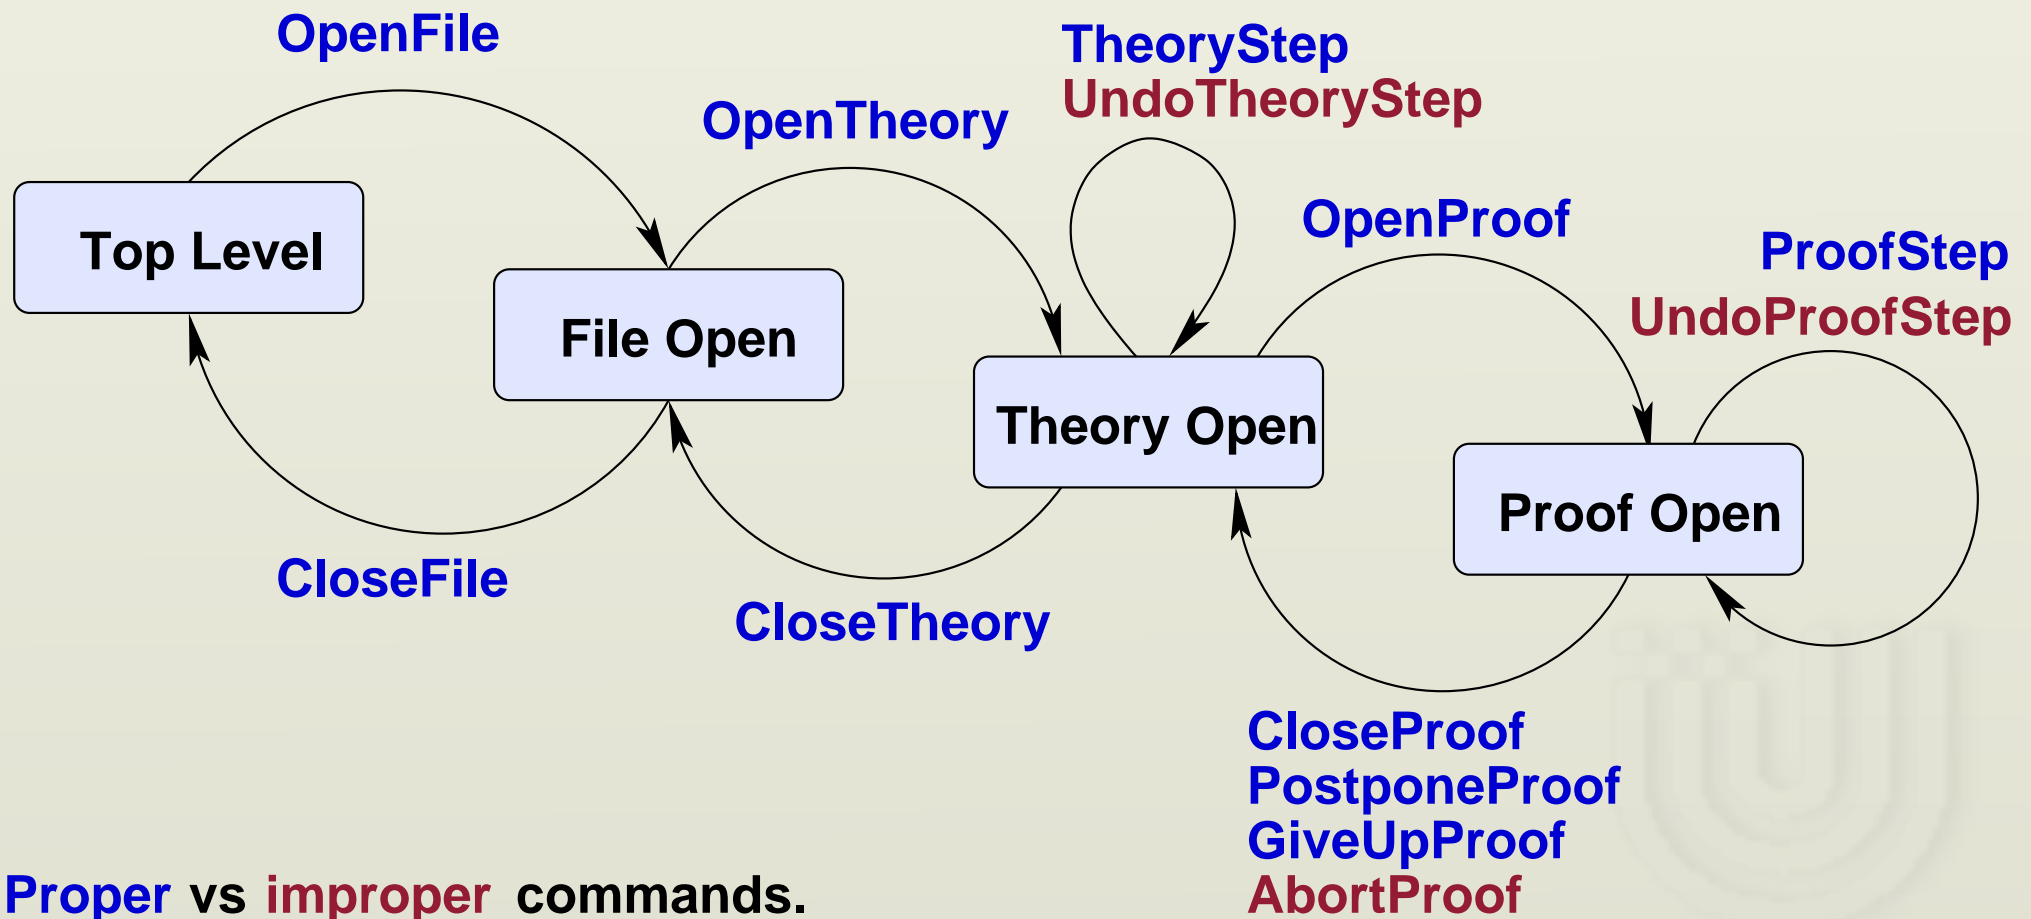 OpenFile
TheoryStep
UndoTheoryStep
OpenTheory
OpenProof
ProofStep
UndoProofStep
Top Level
File Open
Theory Open
Proof Open
CloseFile
CloseTheory
CloseProof
PostponeProof
GiveUpProof
AbortProof
Proper vs improper commands.